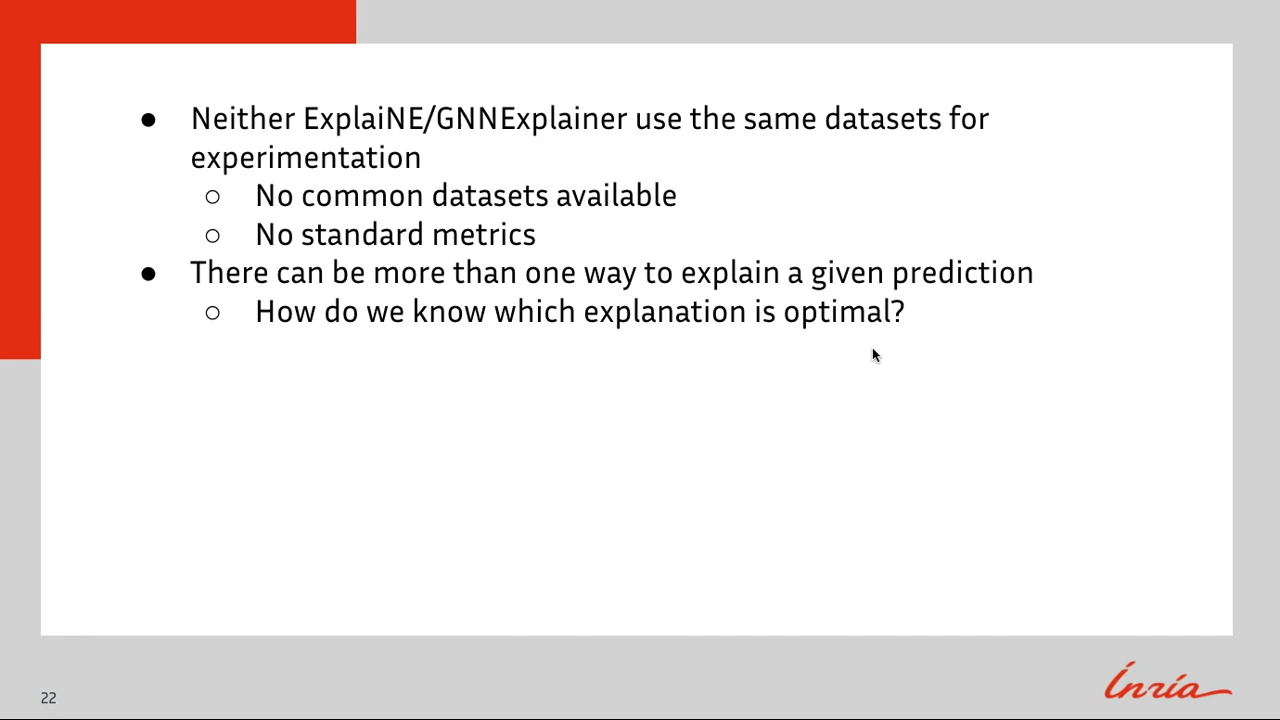 ● Neither ExplaiNE/GNNExplainer use the same datasets for
experimentation
○ No common datasets available
○ No standard metrics
● There can be more than one way to explain a given prediction
○ How do we know which explanation is optimal?
22
Inria